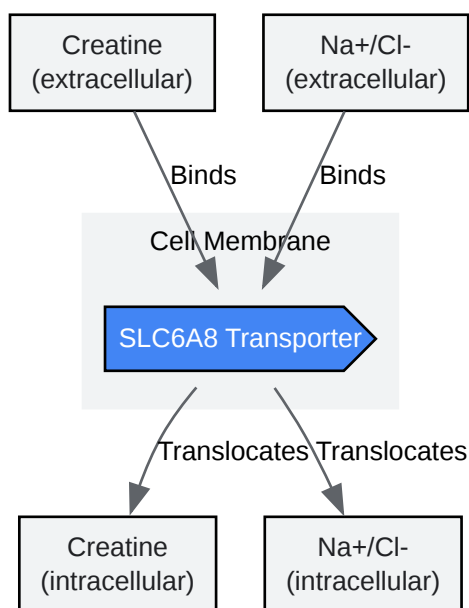 Creatine
(extracellular)
Na+/Cl-
(extracellular)
Binds
Binds
Cell Membrane
SLC6A8 Transporter
Translocates
Translocates
Creatine
(intracellular)
Na+/Cl-
(intracellular)